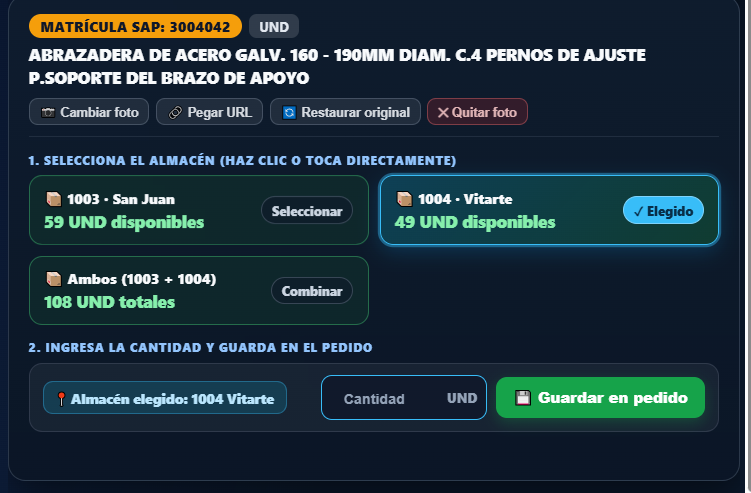 MATRÍCULA SAP: 3004042 UND
ABRAZADERA DE ACERO GALV. 160 - 190MM DIAM. C.4 PERNOS DE AJUSTE
P.SOPORTE DEL BRAZO DE APOYO
Cambiar foto Pegar URL Restaurar original Quitar foto
1. SELECCIONA EL ALMACÉN (HAZ CLIC O TOCA DIRECTAMENTE)
1003 · San Juan
59 UND disponibles
Seleccionar
1004 · Vitarte
49 UND disponibles
✓ Elegido
Ambos (1003 + 1004)
108 UND totales
Combinar
2. INGRESA LA CANTIDAD Y GUARDA EN EL PEDIDO
Almacén elegido: 1004 Vitarte
Cantidad UND
Guardar en pedido